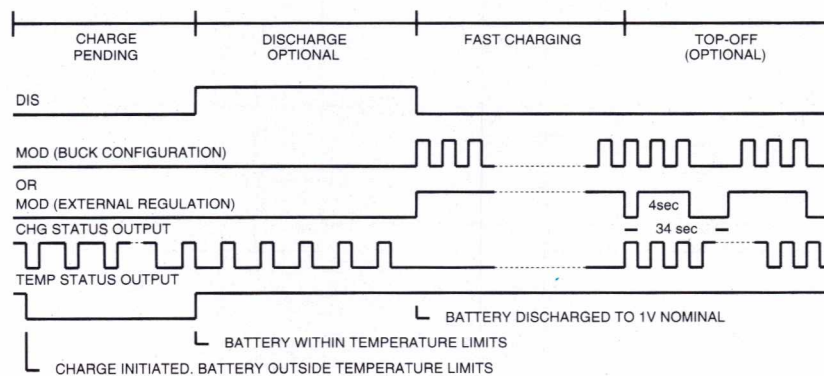 CHARGE PENDING
DISCHARGE OPTIONAL
FAST CHARGING
TOP-OFF (OPTIONAL)
DIS
MOD (BUCK CONFIGURATION)
OR
MOD (EXTERNAL REGULATION)
4sec
34 sec
CHG STATUS OUTPUT
TEMP STATUS OUTPUT
BATTERY DISCHARGED TO 1V NOMINAL
BATTERY WITHIN TEMPERATURE LIMITS
CHARGE INITIATED. BATTERY OUTSIDE TEMPERATURE LIMITS